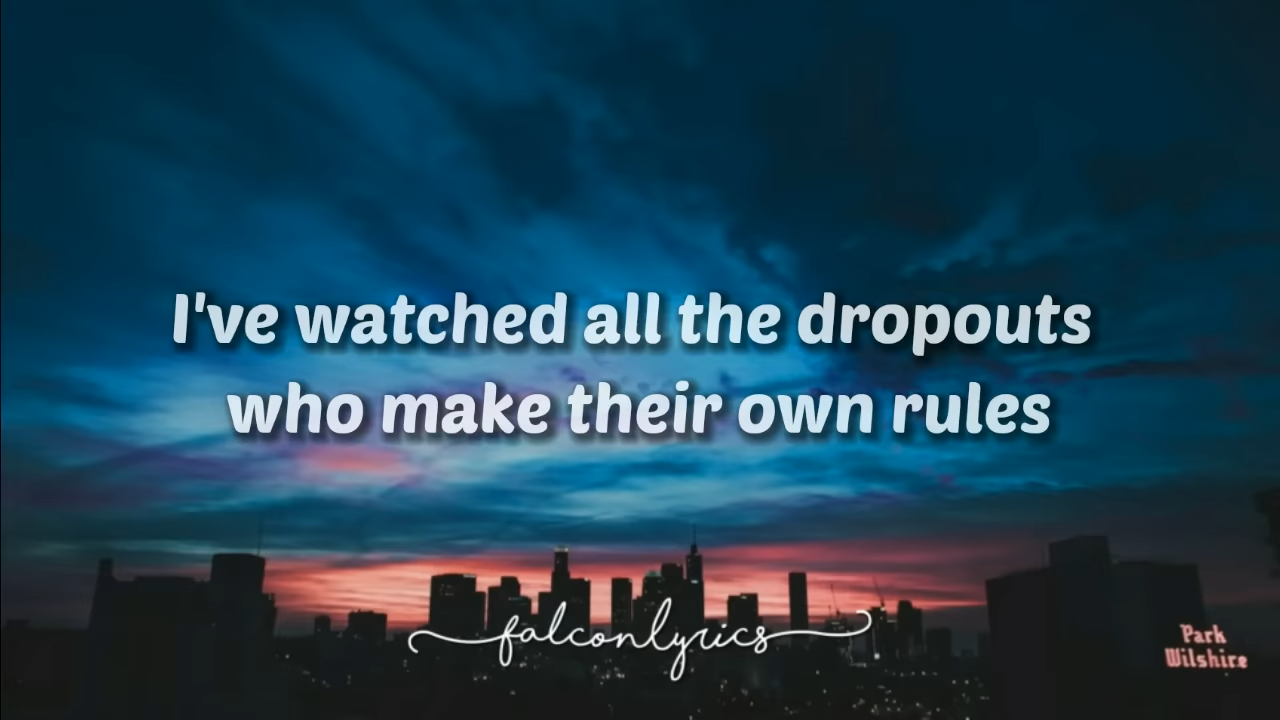 I've watched all the dropouts
who make their own rules
falconlyrics
Park
Wilshire